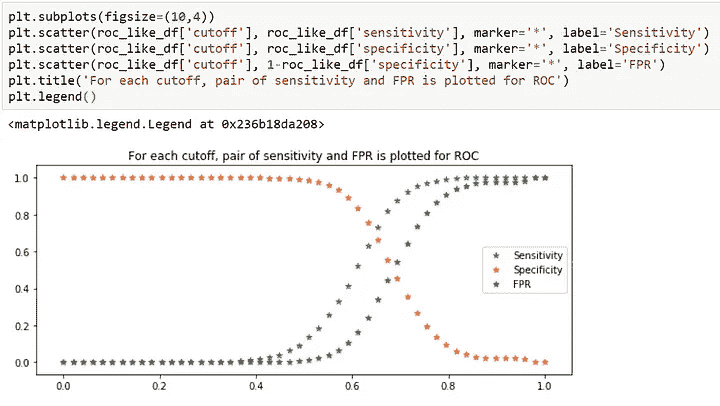 plt.subplots(figsize=(10,4))
plt.scatter(roc_like_df['cutoff'], roc_like_df['sensitivity'], marker='*', label='Sensitivity')
plt.scatter(roc_like_df['cutoff'], roc_like_df['specificity'], marker='*', label='Specificity')
plt.scatter(roc_like_df['cutoff'], 1-roc_like_df['specificity'], marker='*', label='FPR')
plt.title('For each cutoff, pair of sensitivity and FPR is plotted for ROC')
plt.legend()
<matplotlib.legend.Legend at 0x236b18da208>
For each cutoff, pair of sensitivity and FPR is plotted for ROC
1.0
0.8
0.6
0.4
0.2
0.0
Sensitivity
Specificity
FPR
0.0 0.2 0.4 0.6 0.8 1.0